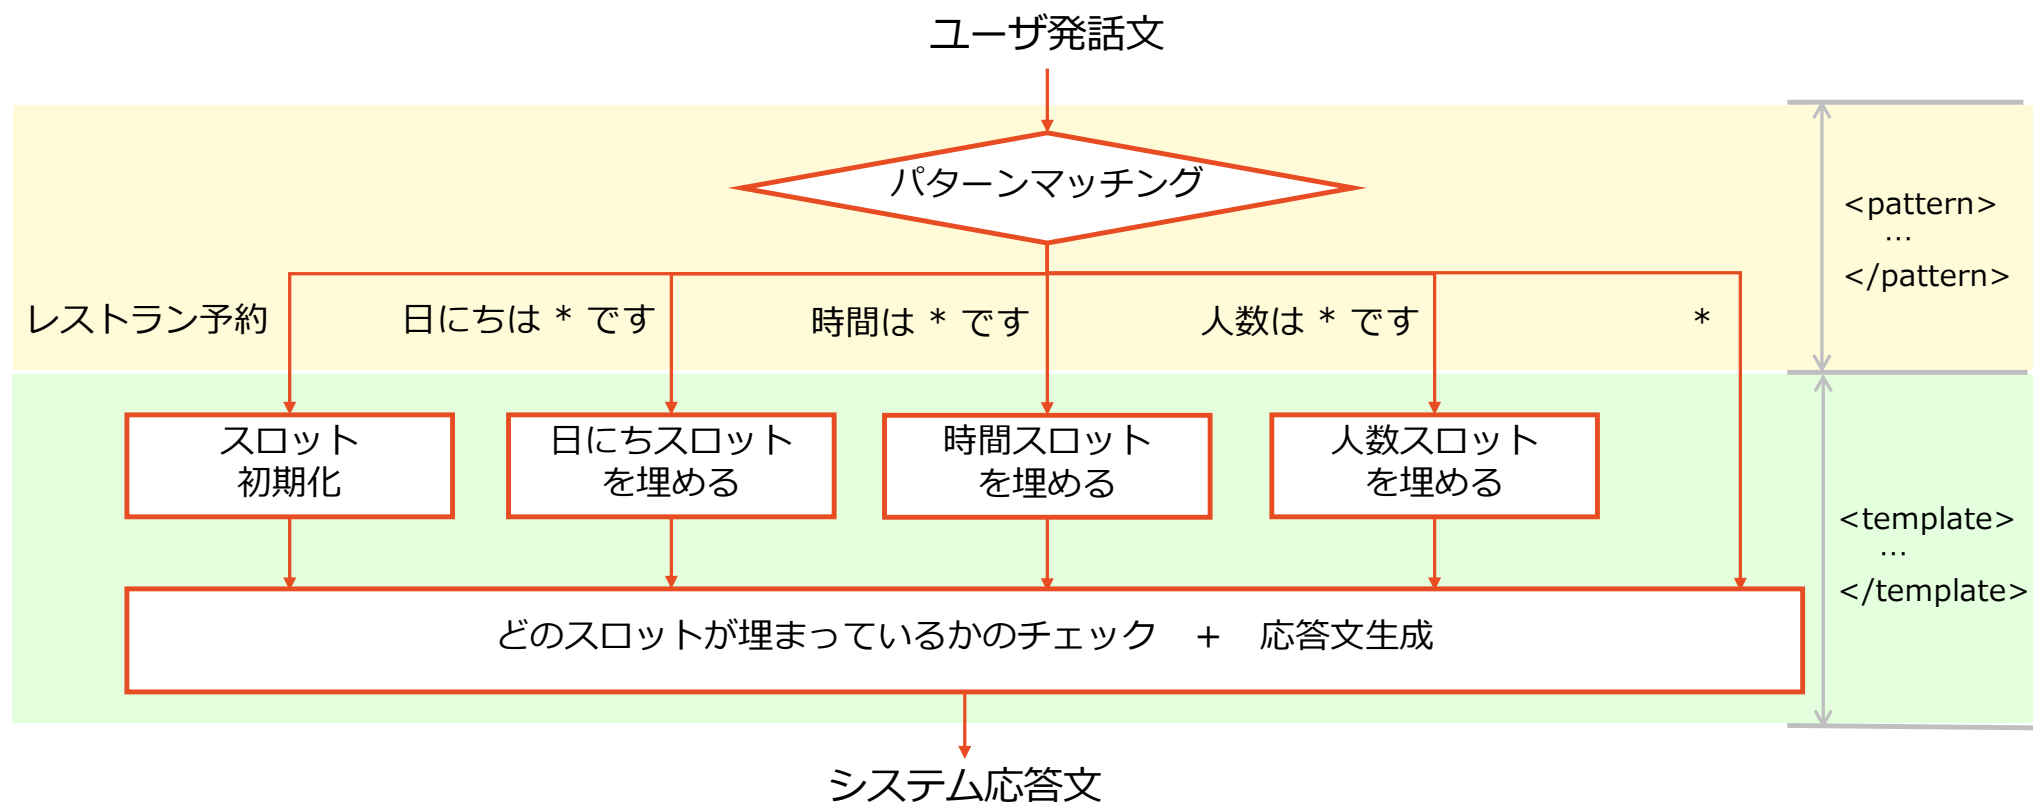 ユーザ発話文
パターンマッチング
<pattern>
…
</pattern>
レストラン予約
日にちは * です
時間は * です
人数は * です
*
スロット
初期化
日にちスロット
を埋める
時間スロット
を埋める
人数スロット
を埋める
<template>
…
</template>
どのスロットが埋まっているかのチェック　+　応答文生成
システム応答文